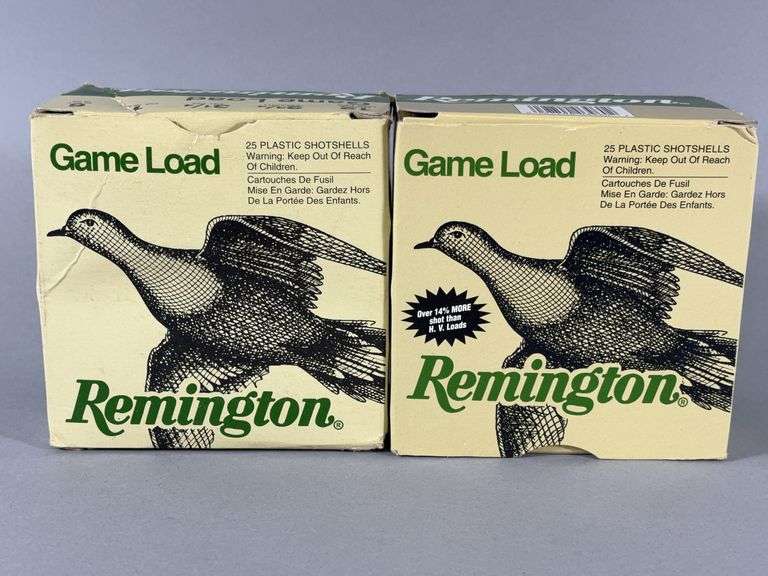 Game Load
Remington
Game Load
25 PLASTIC SHOTSHELLS
Warning: Keep Out Of Reach
Of Children.
Cartouches De Fusil
Mise En Garde: Gardez Hors
De La Portée Des Enfants.
Remington®
Remington
Game Load
25 PLASTIC SHOTSHELLS
Warning: Keep Out Of Reach
Of Children.
Cartouches De Fusil
Mise En Garde: Gardez Hors
De La Portée Des Enfants.
Over 14% MORE
shot than
H. V. Loads
Remington®